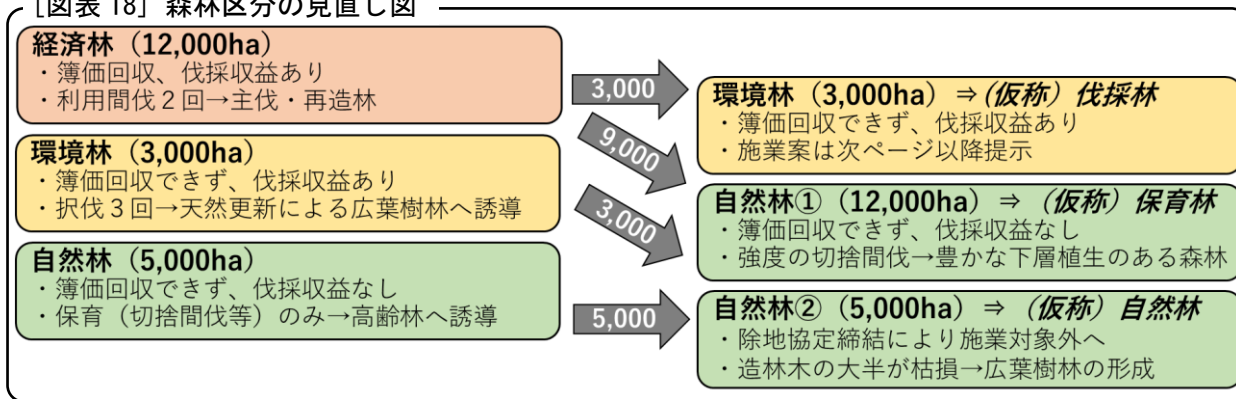 ［図表 18］森林区分の見直し図
経済林（12,000ha）
・簿価回収、伐採収益あり
・利用間伐２回→主伐・再造林
環境林（3,000ha）
・簿価回収できず、伐採収益あり
・択伐３回→天然更新による広葉樹林へ誘導
自然林（5,000ha）
・簿価回収できず、伐採収益なし
・保育（切捨間伐等）のみ→高齢林へ誘導
3,000
9,000
3,000
5,000
環境林（3,000ha）⇒（仮称）伐採林
・簿価回収できず、伐採収益あり
・施業案は次ページ以降提示
自然林①（12,000ha）⇒（仮称）保育林
・簿価回収できず、伐採収益なし
・強度の切捨間伐→豊かな下層植生のある森林
自然林②（5,000ha）⇒（仮称）自然林
・除地協定締結により施業対象外へ
・造林木の大半が枯損→広葉樹林の形成